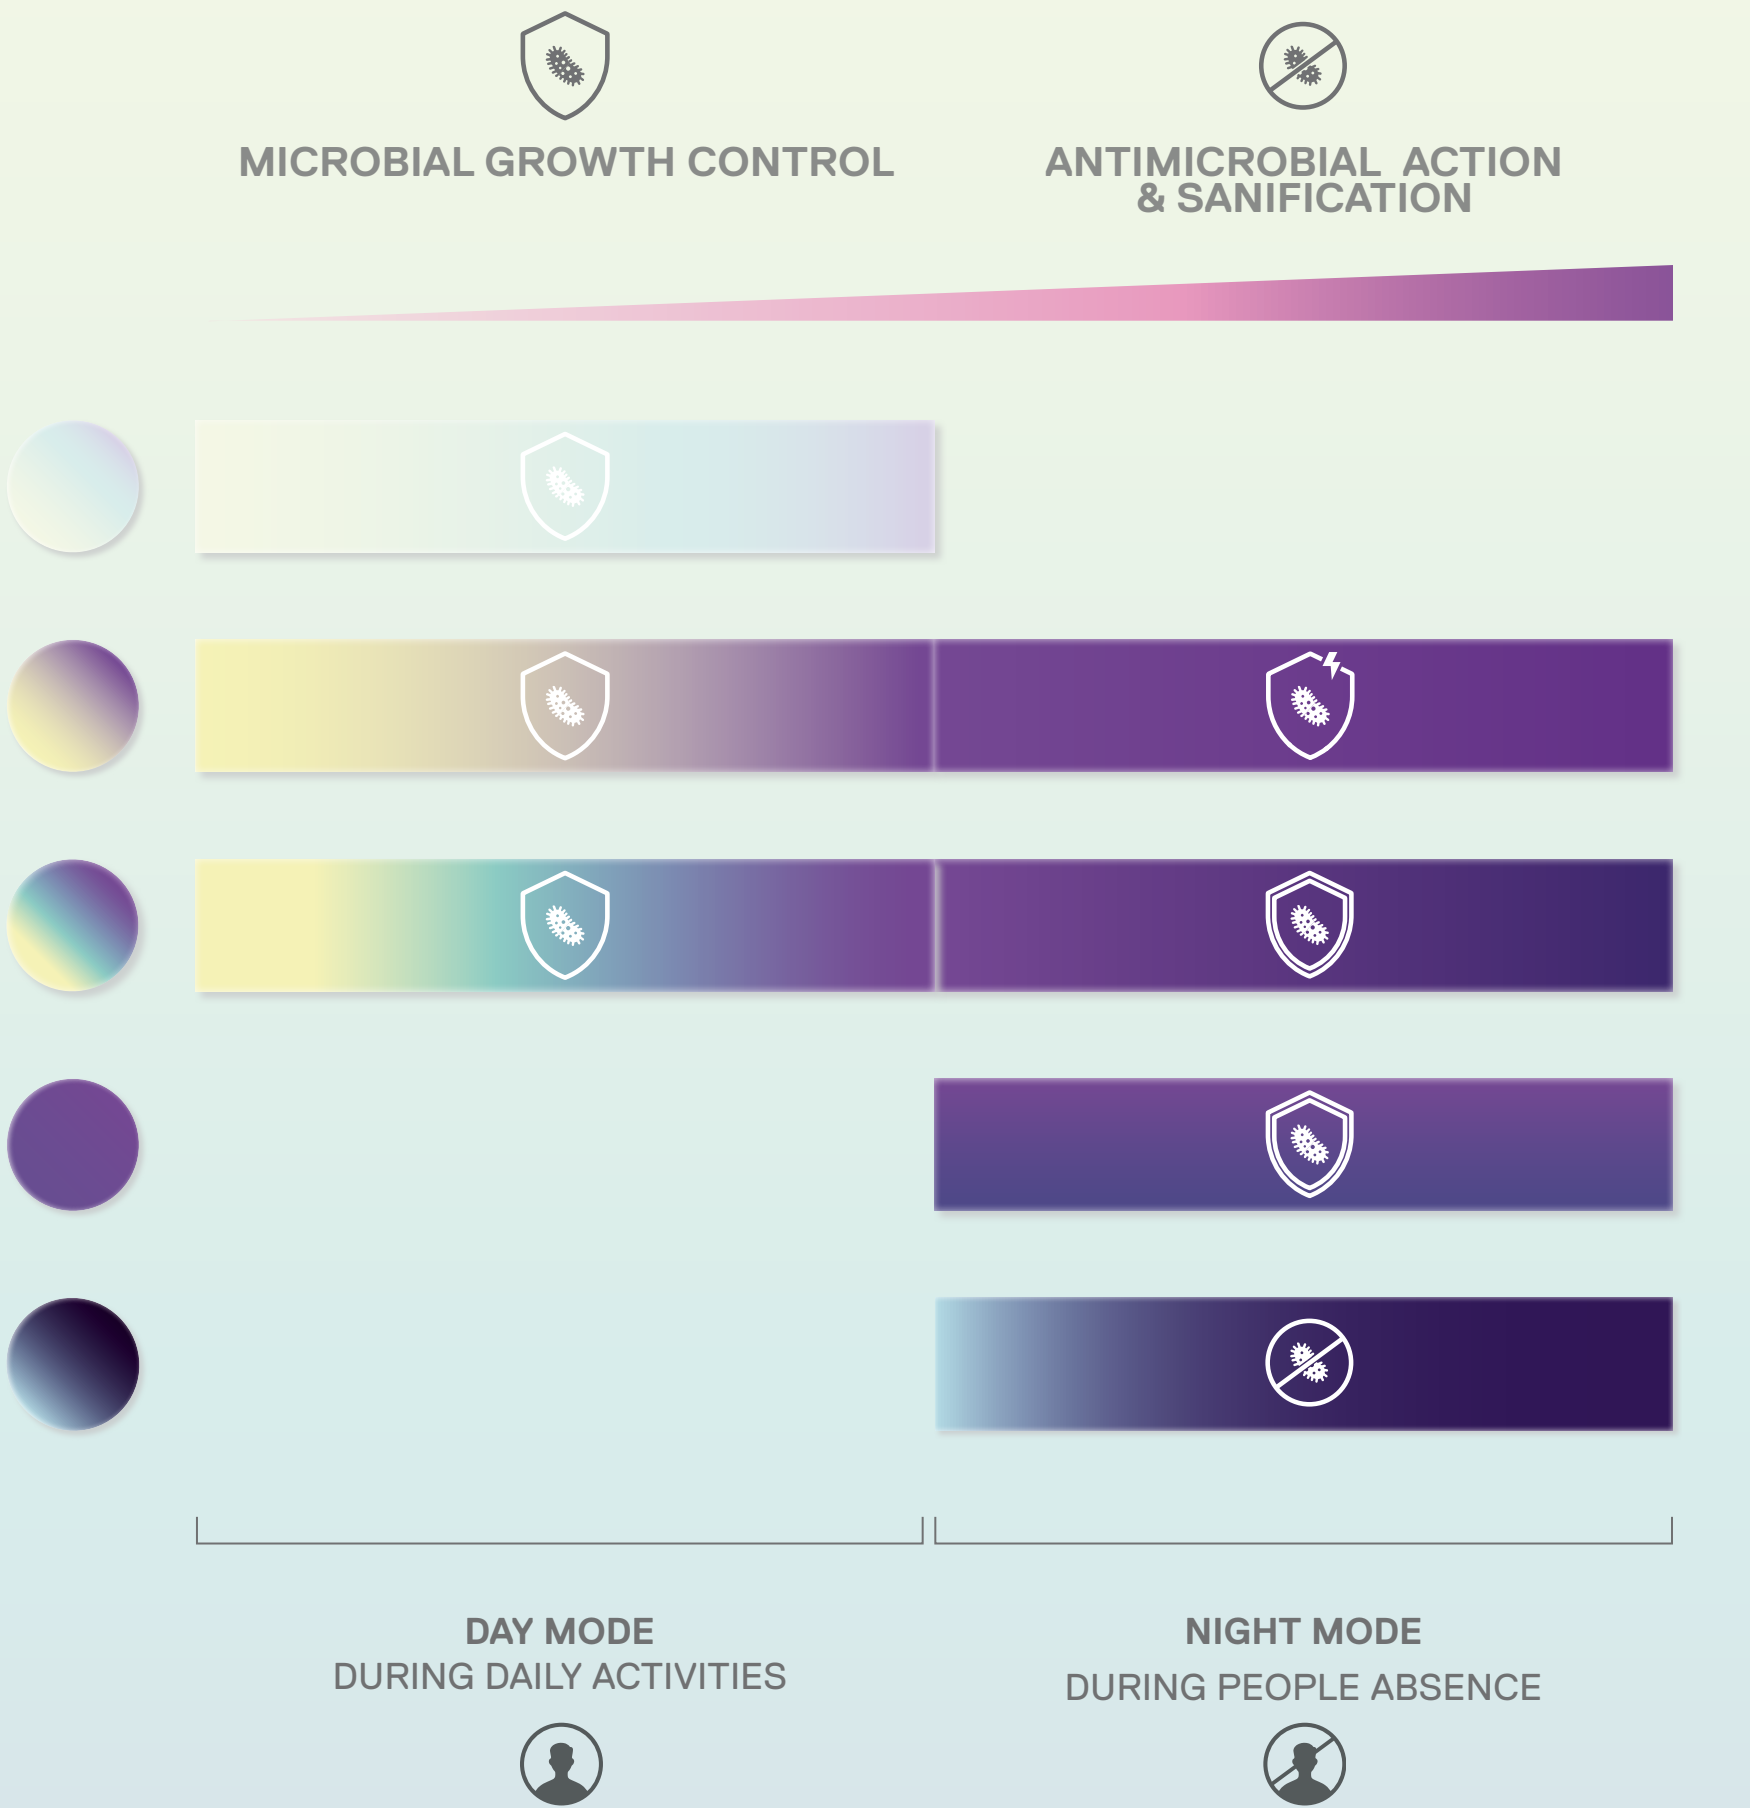 MICROBIAL GROWTH CONTROL
ANTIMICROBIAL ACTION
& SANIFICATION
DAY MODE
DURING DAILY ACTIVITIES
NIGHT MODE
DURING PEOPLE ABSENCE